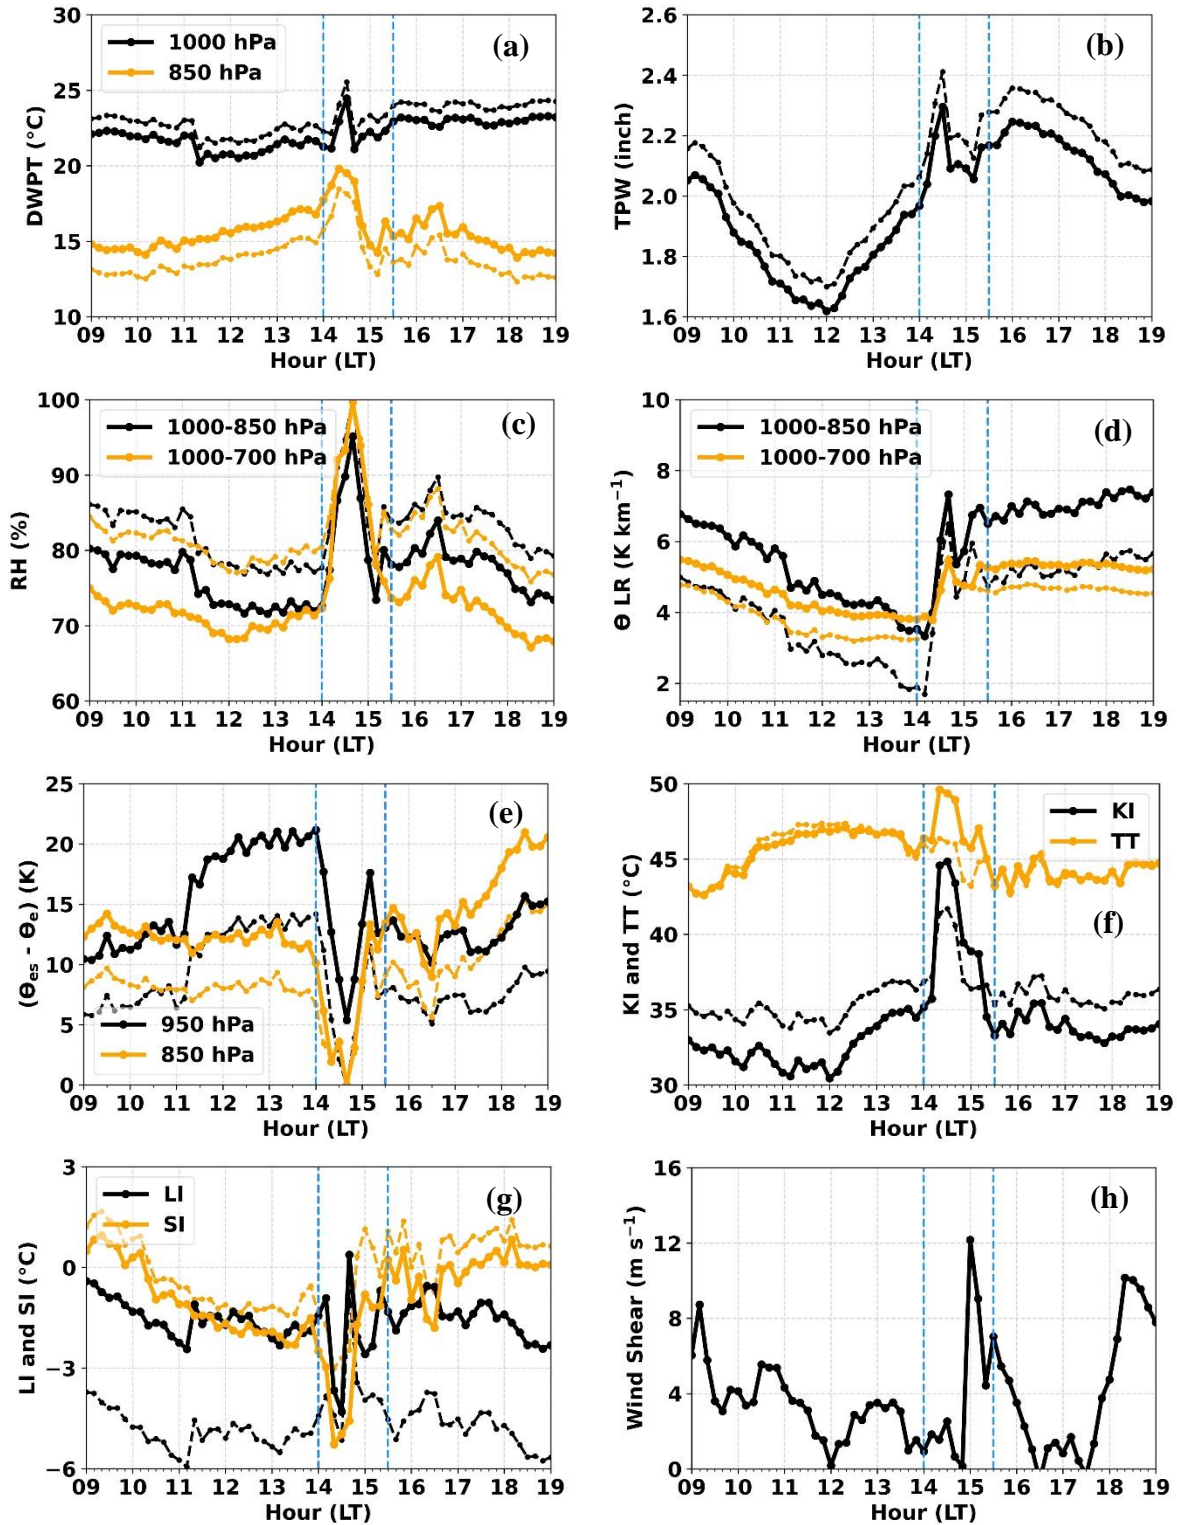 (a)
1000 hPa
850 hPa
DWPT (°C)
30
25
20
15
10
09 10 11 12 13 14 15 16 17 18 19
Hour (LT)
(b)
TPW (inch)
2.6
2.4
2.2
2.0
1.8
1.6
09 10 11 12 13 14 15 16 17 18 19
Hour (LT)
(c)
1000-850 hPa
1000-700 hPa
RH (%)
100
90
80
70
60
09 10 11 12 13 14 15 16 17 18 19
Hour (LT)
(d)
1000-850 hPa
1000-700 hPa
Θ LR (K km⁻¹)
10
8
6
4
2
09 10 11 12 13 14 15 16 17 18 19
Hour (LT)
(e)
950 hPa
850 hPa
(Θes - Θe) (K)
25
20
15
10
5
0
09 10 11 12 13 14 15 16 17 18 19
Hour (LT)
(f)
KI
TT
KI and TT (°C)
50
45
40
35
30
09 10 11 12 13 14 15 16 17 18 19
Hour (LT)
(g)
LI
SI
LI and SI (°C)
3
0
−3
−6
09 10 11 12 13 14 15 16 17 18 19
Hour (LT)
(h)
Wind Shear (m s⁻¹)
16
12
8
4
0
09 10 11 12 13 14 15 16 17 18 19
Hour (LT)